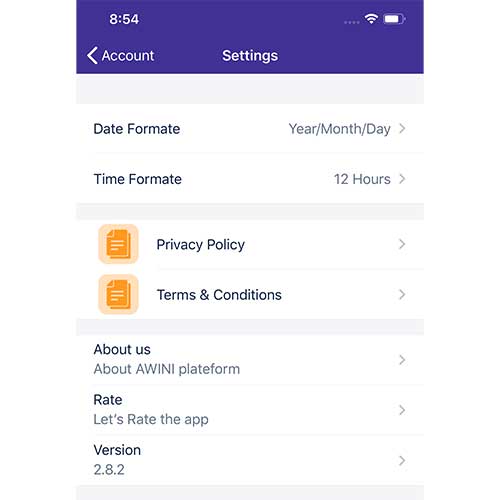 8:54
Account Settings
Date Formate Year/Month/Day
Time Formate 12 Hours
Privacy Policy
Terms & Conditions
About us
About AWINI plateform
Rate
Let's Rate the app
Version
2.8.2